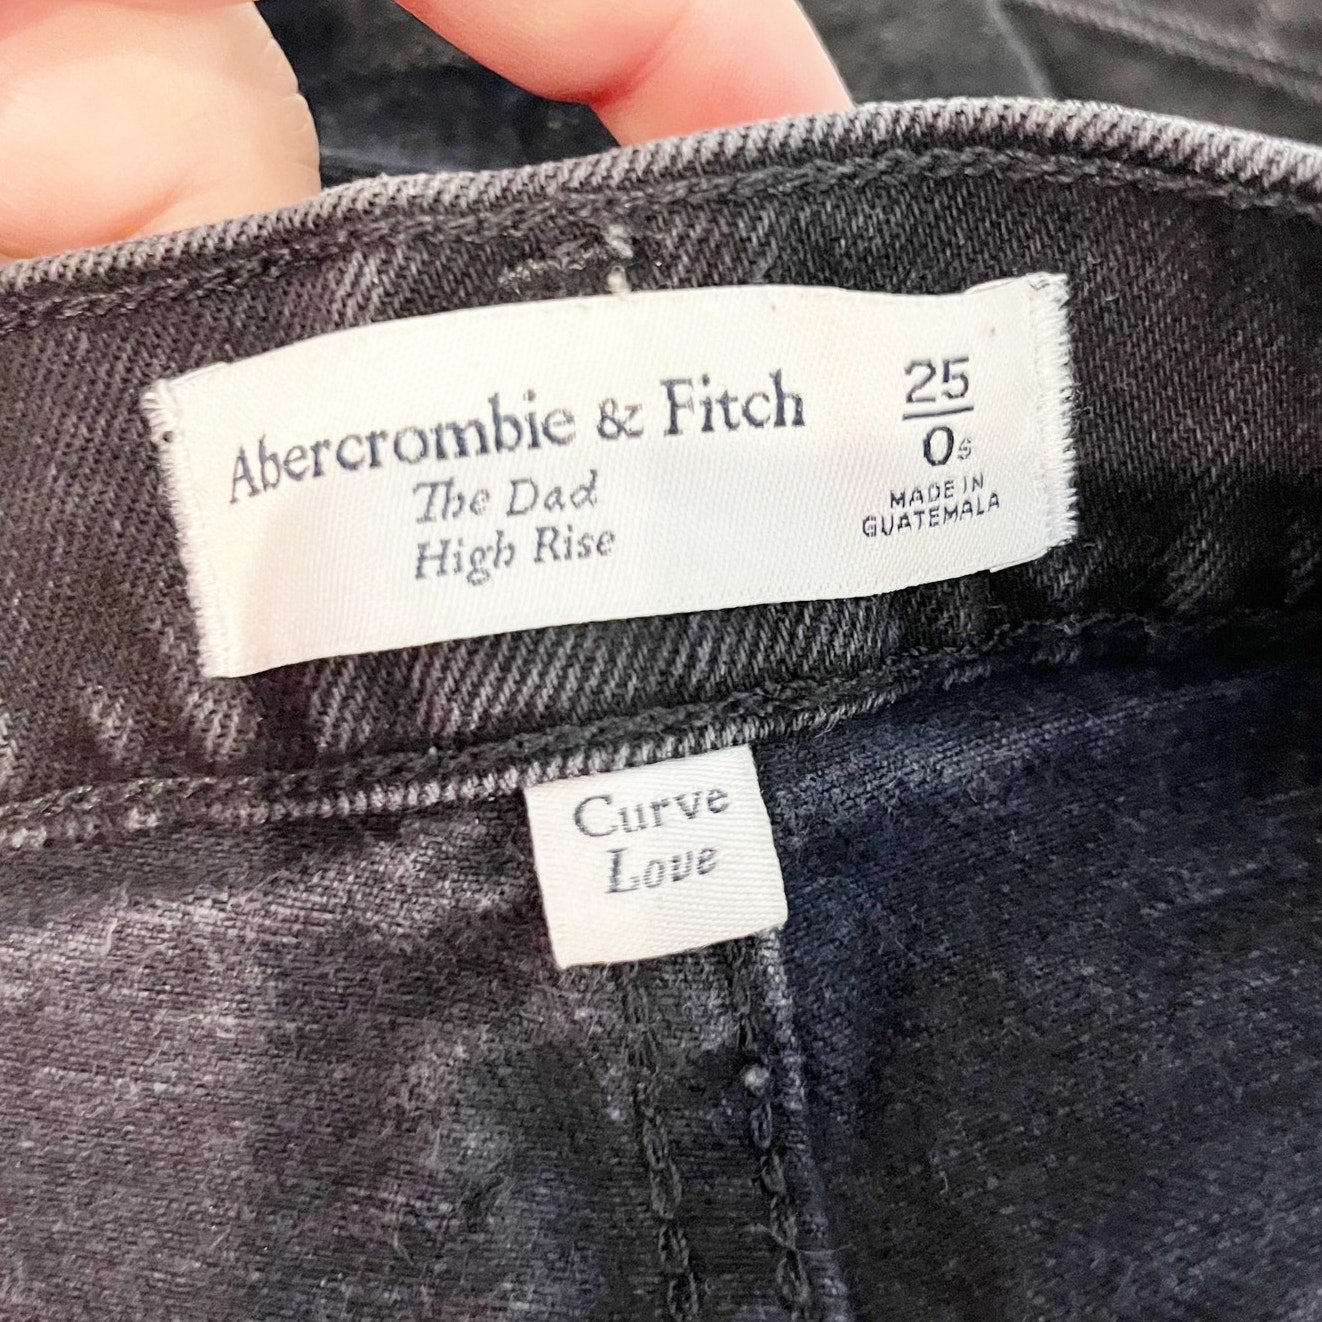 Abercrombie & Fitch
The Dad
High Rise
25
0s
MADE IN
GUATEMALA
Curve
Love